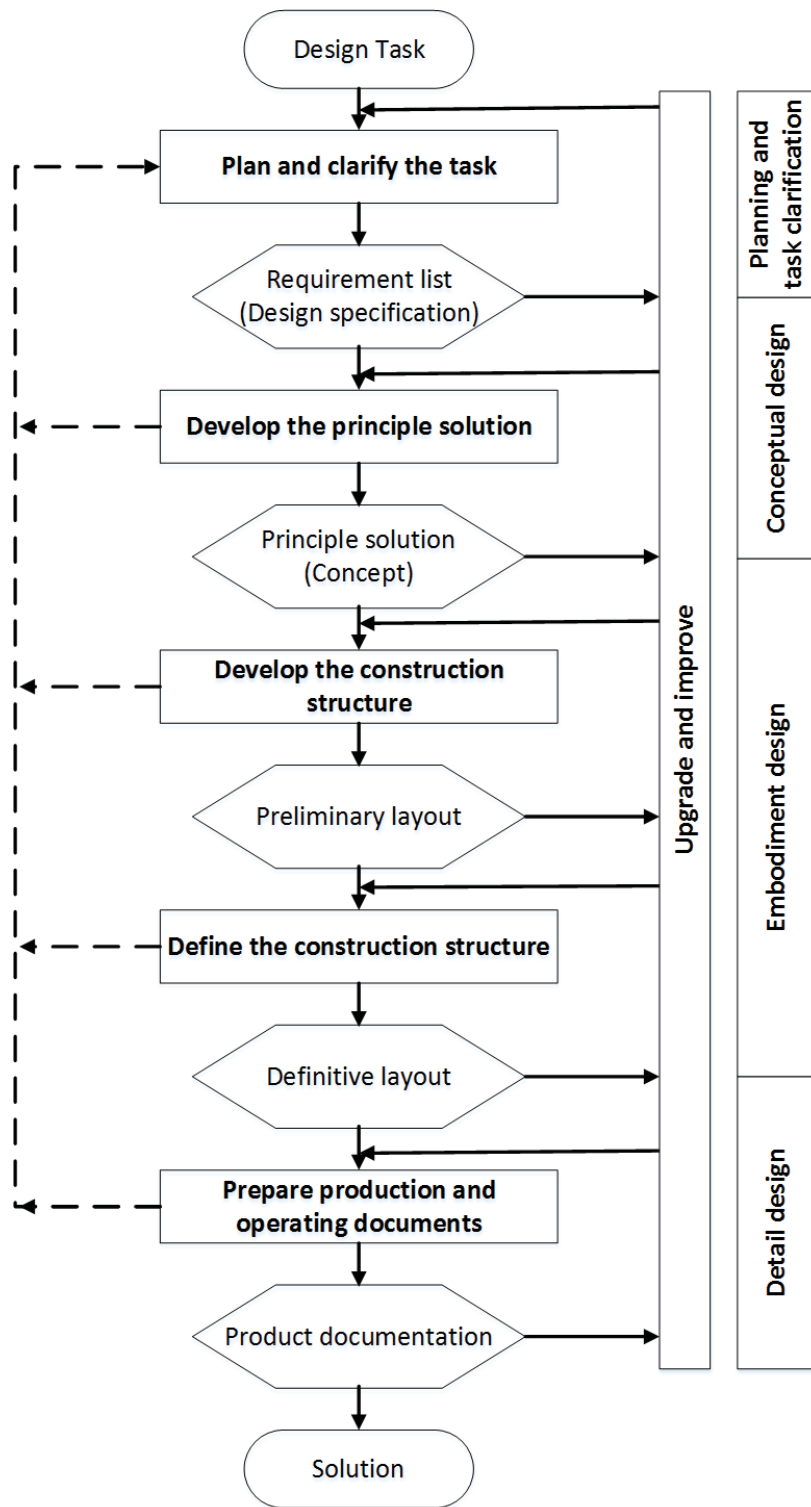 Design Task
Plan and clarify the task
Requirement list
(Design specification)
Develop the principle solution
Principle solution
(Concept)
Develop the construction
structure
Preliminary layout
Define the construction structure
Definitive layout
Prepare production and
operating documents
Product documentation
Solution
Upgrade and improve
Planning and
task clarification
Conceptual design
Embodiment design
Detail design